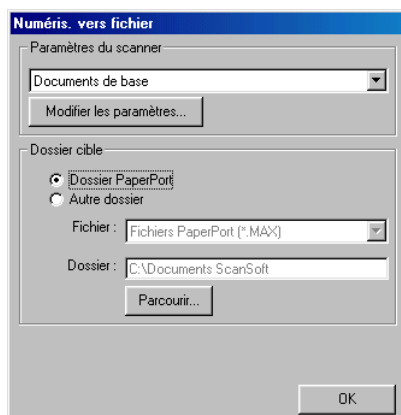 Numéris. vers fichier
Paramètres du scanner
Documents de base
Modifier les paramètres...
Dossier cible
Dossier PaperPort
Autre dossier
Fichier : Fichiers PaperPort (*.MAX)
Dossier : C:\Documents ScanSoft
Parcourir...
OK